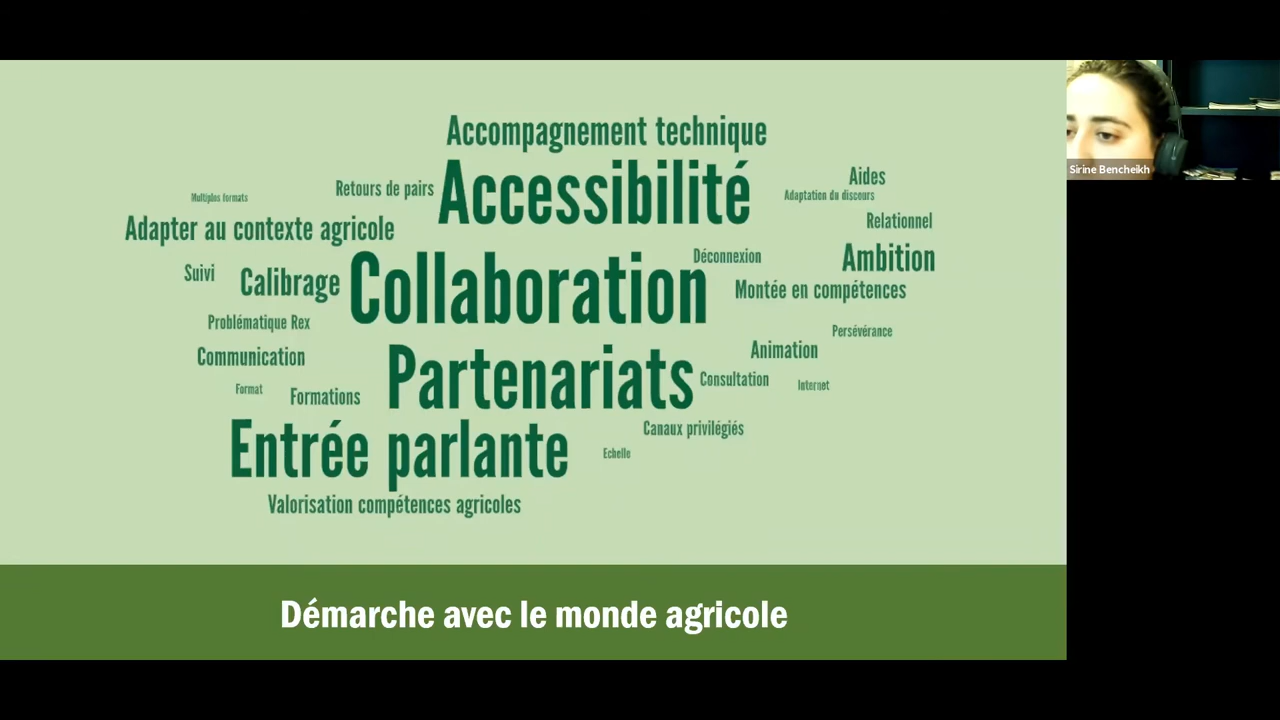 Accompagnement technique
Accessibilité
Retours de pairs
Multiples formats
Aides
Adaptation du discours
Relationnel
Adapter au contexte agricole
Déconnexion
Ambition
Suivi
Calibrage
Collaboration
Montée en compétences
Problématique Rex
Persévérance
Communication
Animation
Partenariats
Consultation
Internet
Format
Formations
Canaux privilégiés
Entrée parlante
Echelle
Valorisation compétences agricoles
Démarche avec le monde agricole
Sirine Bencheikh